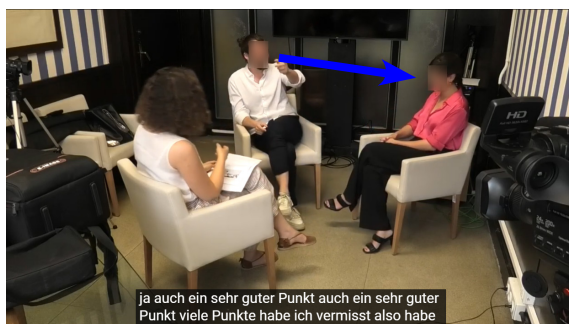 HD
ja auch ein sehr guter Punkt auch ein sehr guter
Punkt viele Punkte habe ich vermisst also habe